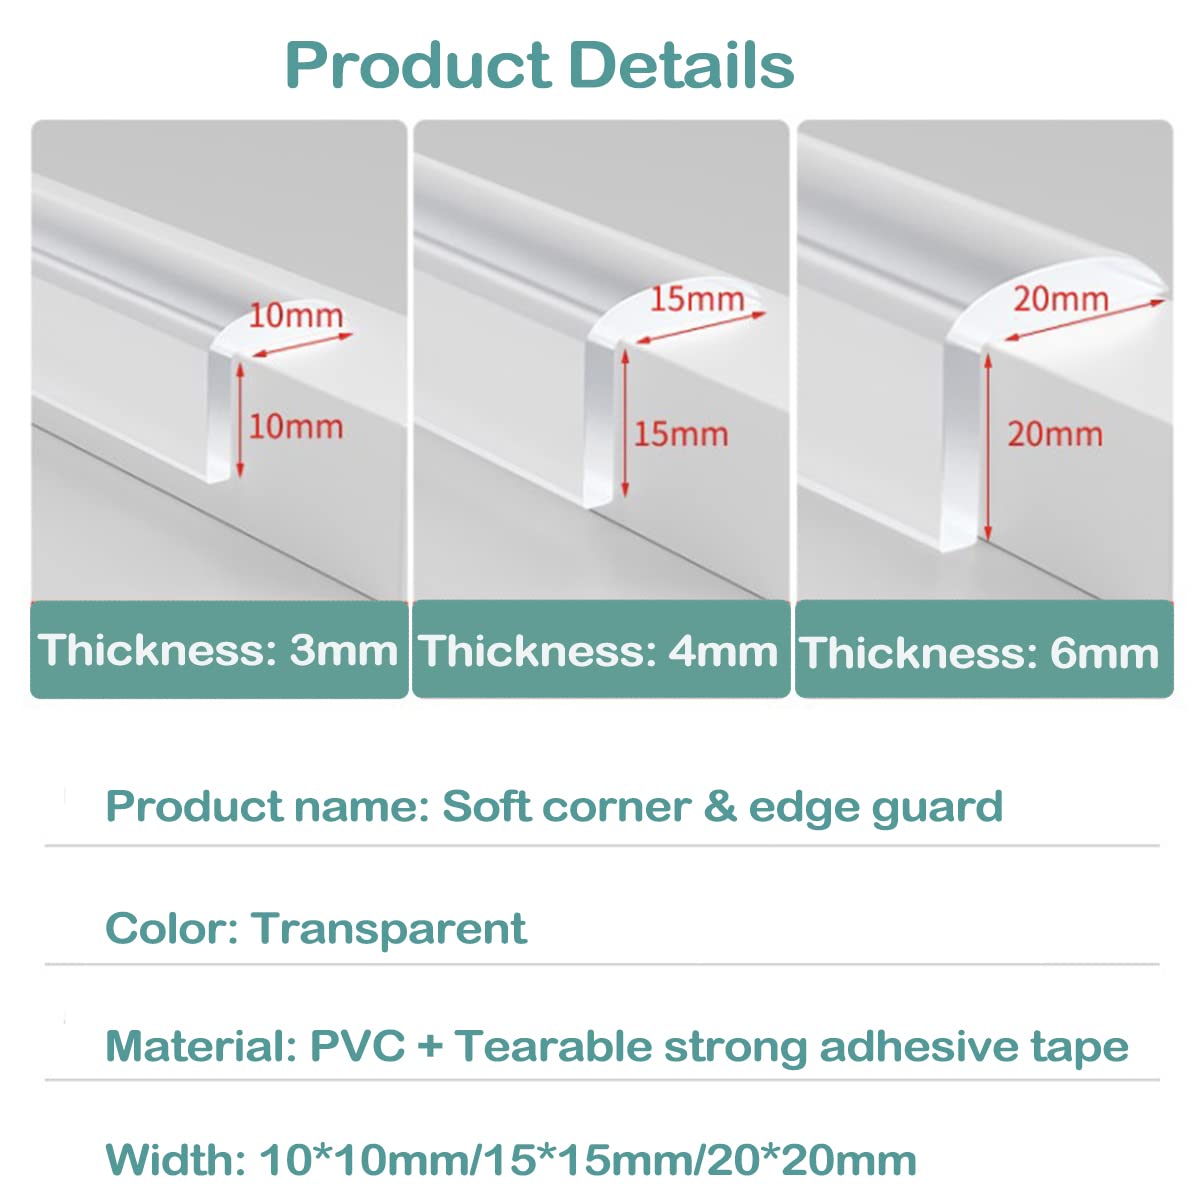 Product Details
10mm
10mm
15mm
15mm
20mm
20mm
Thickness: 3mm
Thickness: 4mm
Thickness: 6mm
Product name: Soft corner & edge guard
Color: Transparent
Material: PVC + Tearable strong adhesive tape
Width: 10*10mm/15*15mm/20*20mm